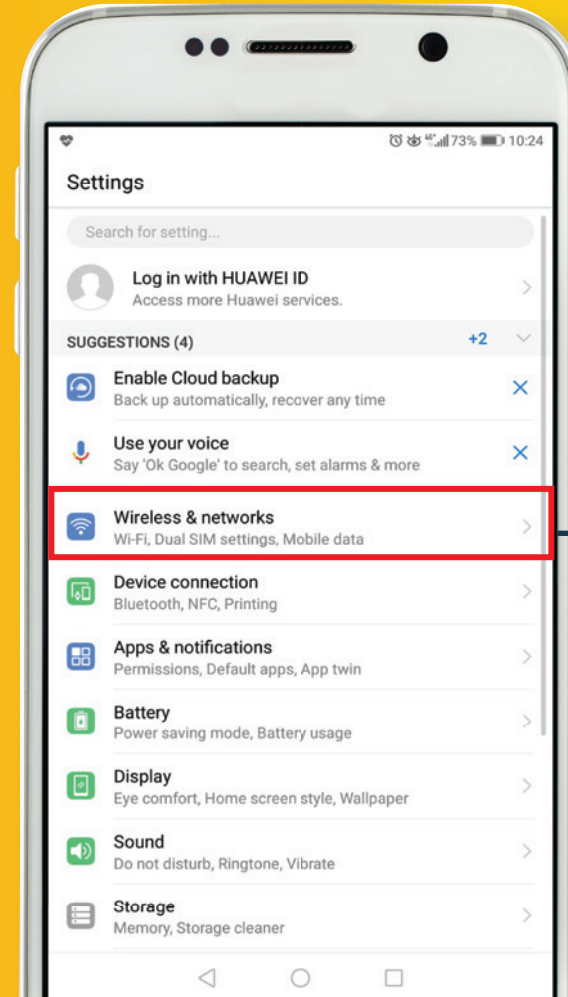 73% 10:24
Settings
Search for setting...
Log in with HUAWEI ID
Access more Huawei services.
SUGGESTIONS (4) +2
Enable Cloud backup
Back up automatically, recover any time
Use your voice
Say 'Ok Google' to search, set alarms & more
Wireless & networks
Wi-Fi, Dual SIM settings, Mobile data
Device connection
Bluetooth, NFC, Printing
Apps & notifications
Permissions, Default apps, App twin
Battery
Power saving mode, Battery usage
Display
Eye comfort, Home screen style, Wallpaper
Sound
Do not disturb, Ringtone, Vibrate
Storage
Memory, Storage cleaner